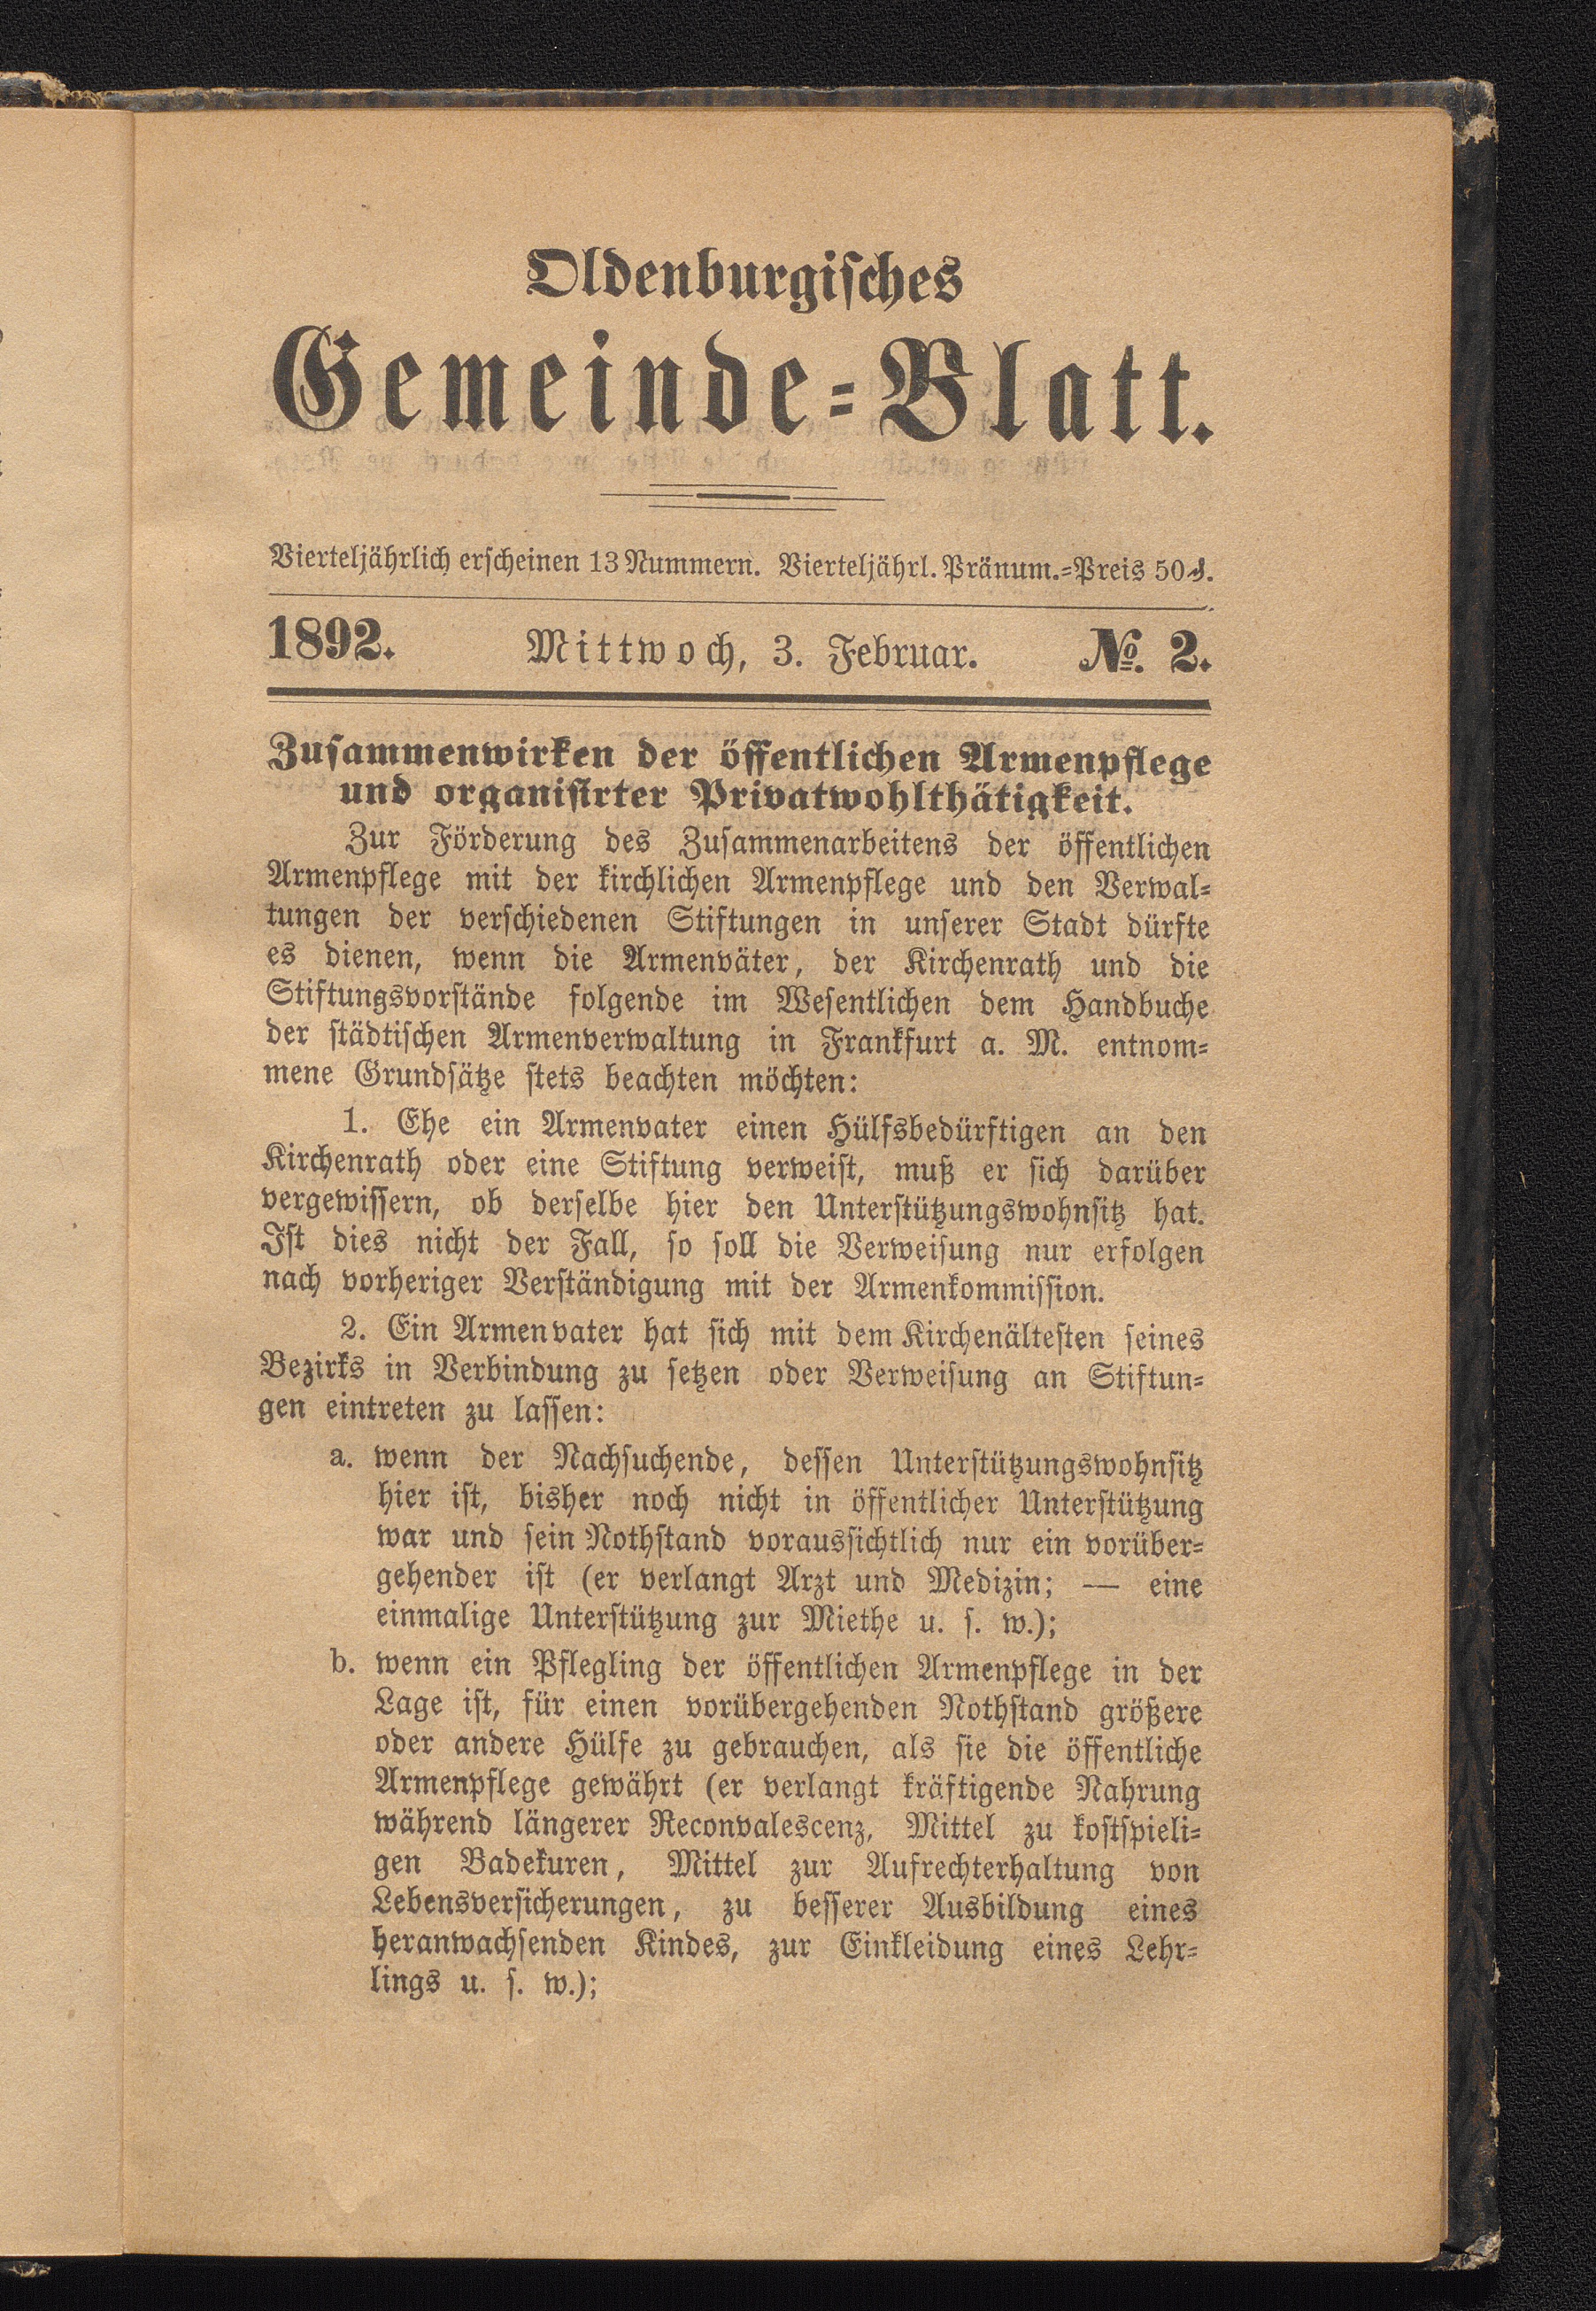 Oldenburgisches
Gemeinde-Blatt.
Vierteljährlich erscheinen 13 Nummern. Vierteljährl. Pränum.-Preis 50 ₰.
1892. Mittwoch, 3. Februar. №. 2.
Zusammenwirken der öffentlichen Armenpflege
und organisirter Privatwohlthätigkeit.
Zur Förderung des Zusammenarbeitens der öffentlichen
Armenpflege mit der kirchlichen Armenpflege und den Verwal-
tungen der verschiedenen Stiftungen in unserer Stadt dürfte
es dienen, wenn die Armenväter, der Kirchenrath und die
Stiftungsvorstände folgende im Wesentlichen dem Handbuche
der städtischen Armenverwaltung in Frankfurt a. M. entnom-
mene Grundsätze stets beachten möchten:
1. Ehe ein Armenvater einen Hülfsbedürftigen an den
Kirchenrath oder eine Stiftung verweist, muß er sich darüber
vergewissern, ob derselbe hier den Unterstützungswohnsitz hat.
Ist dies nicht der Fall, so soll die Verweisung nur erfolgen
nach vorheriger Verständigung mit der Armenkommission.
2. Ein Armenvater hat sich mit dem Kirchenältesten seines
Bezirks in Verbindung zu setzen oder Verweisung an Stiftun-
gen eintreten zu lassen:
a. wenn der Nachsuchende, dessen Unterstützungswohnsitz
hier ist, bisher noch nicht in öffentlicher Unterstützung
war und sein Nothstand voraussichtlich nur ein vorüber-
gehender ist (er verlangt Arzt und Medizin; — eine
einmalige Unterstützung zur Miethe u. s. w.);
b. wenn ein Pflegling der öffentlichen Armenpflege in der
Lage ist, für einen vorübergehenden Nothstand größere
oder andere Hülfe zu gebrauchen, als sie die öffentliche
Armenpflege gewährt (er verlangt kräftigende Nahrung
während längerer Reconvalescenz, Mittel zu kostspieli-
gen Badekuren, Mittel zur Aufrechterhaltung von
Lebensversicherungen, zu besserer Ausbildung eines
heranwachsenden Kindes, zur Einkleidung eines Lehr-
lings u. s. w.);